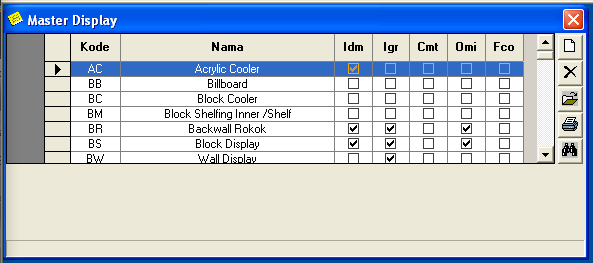 Master Display
Kode Nama Idm Igr Cmt Omi Fco
AC Acrylic Cooler
BB Billboard
BC Block Cooler
BM Block Shelfing Inner /Shelf
BR Backwall Rokok
BS Block Display
BW Wall Display